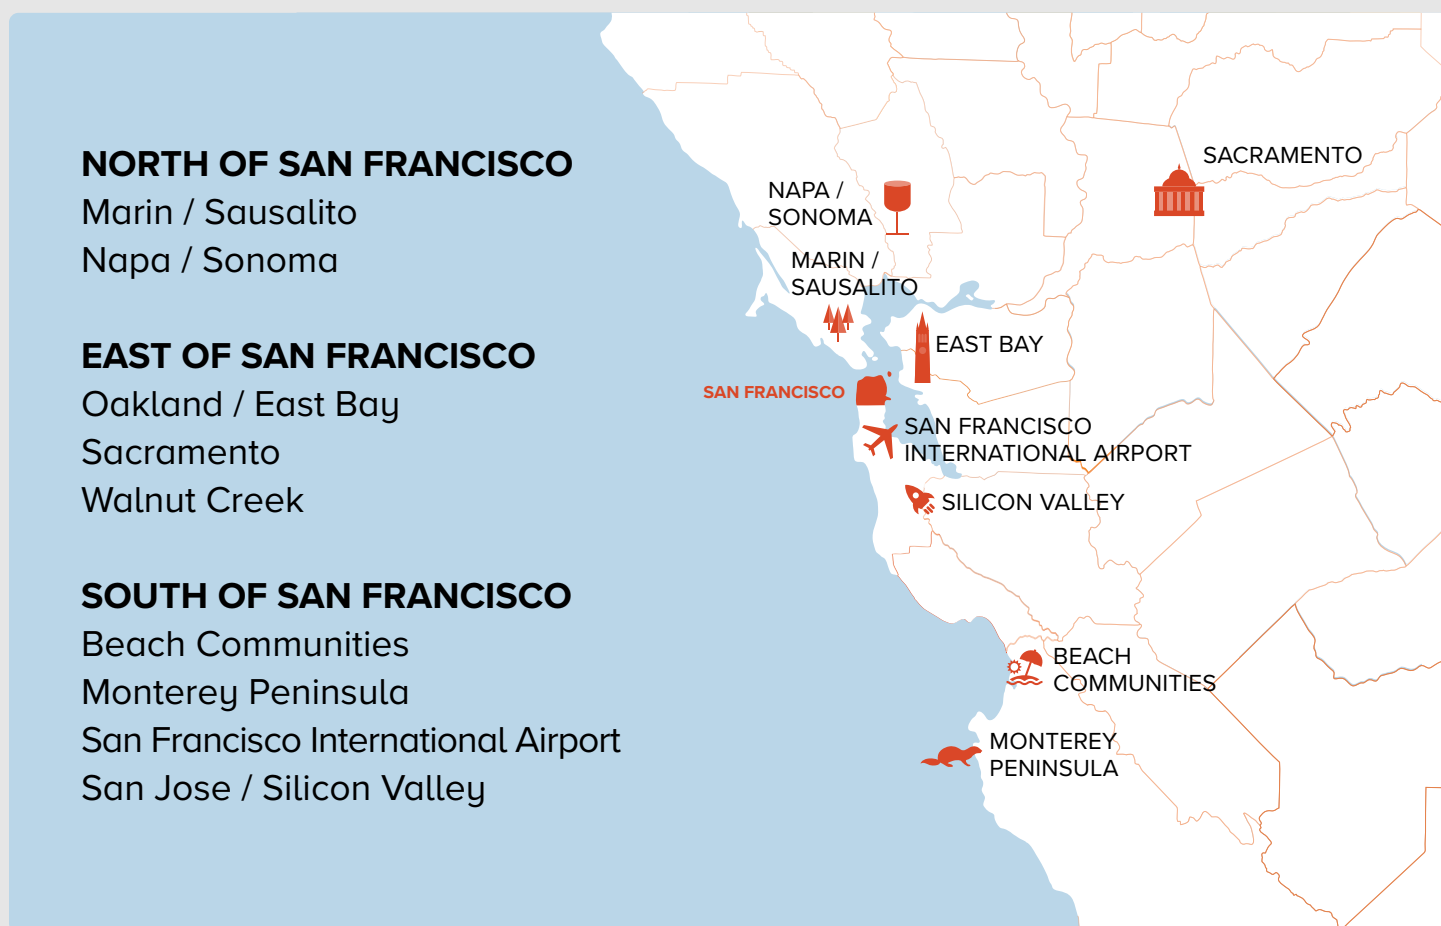 NORTH OF SAN FRANCISCO
Marin / Sausalito
Napa / Sonoma
EAST OF SAN FRANCISCO
Oakland / East Bay
Sacramento
Walnut Creek
SOUTH OF SAN FRANCISCO
Beach Communities
Monterey Peninsula
San Francisco International Airport
San Jose / Silicon Valley
SACRAMENTO
NAPA /
SONOMA
MARIN /
SAUSALITO
EAST BAY
SAN FRANCISCO
SAN FRANCISCO
INTERNATIONAL AIRPORT
SILICON VALLEY
BEACH
COMMUNITIES
MONTEREY
PENINSULA